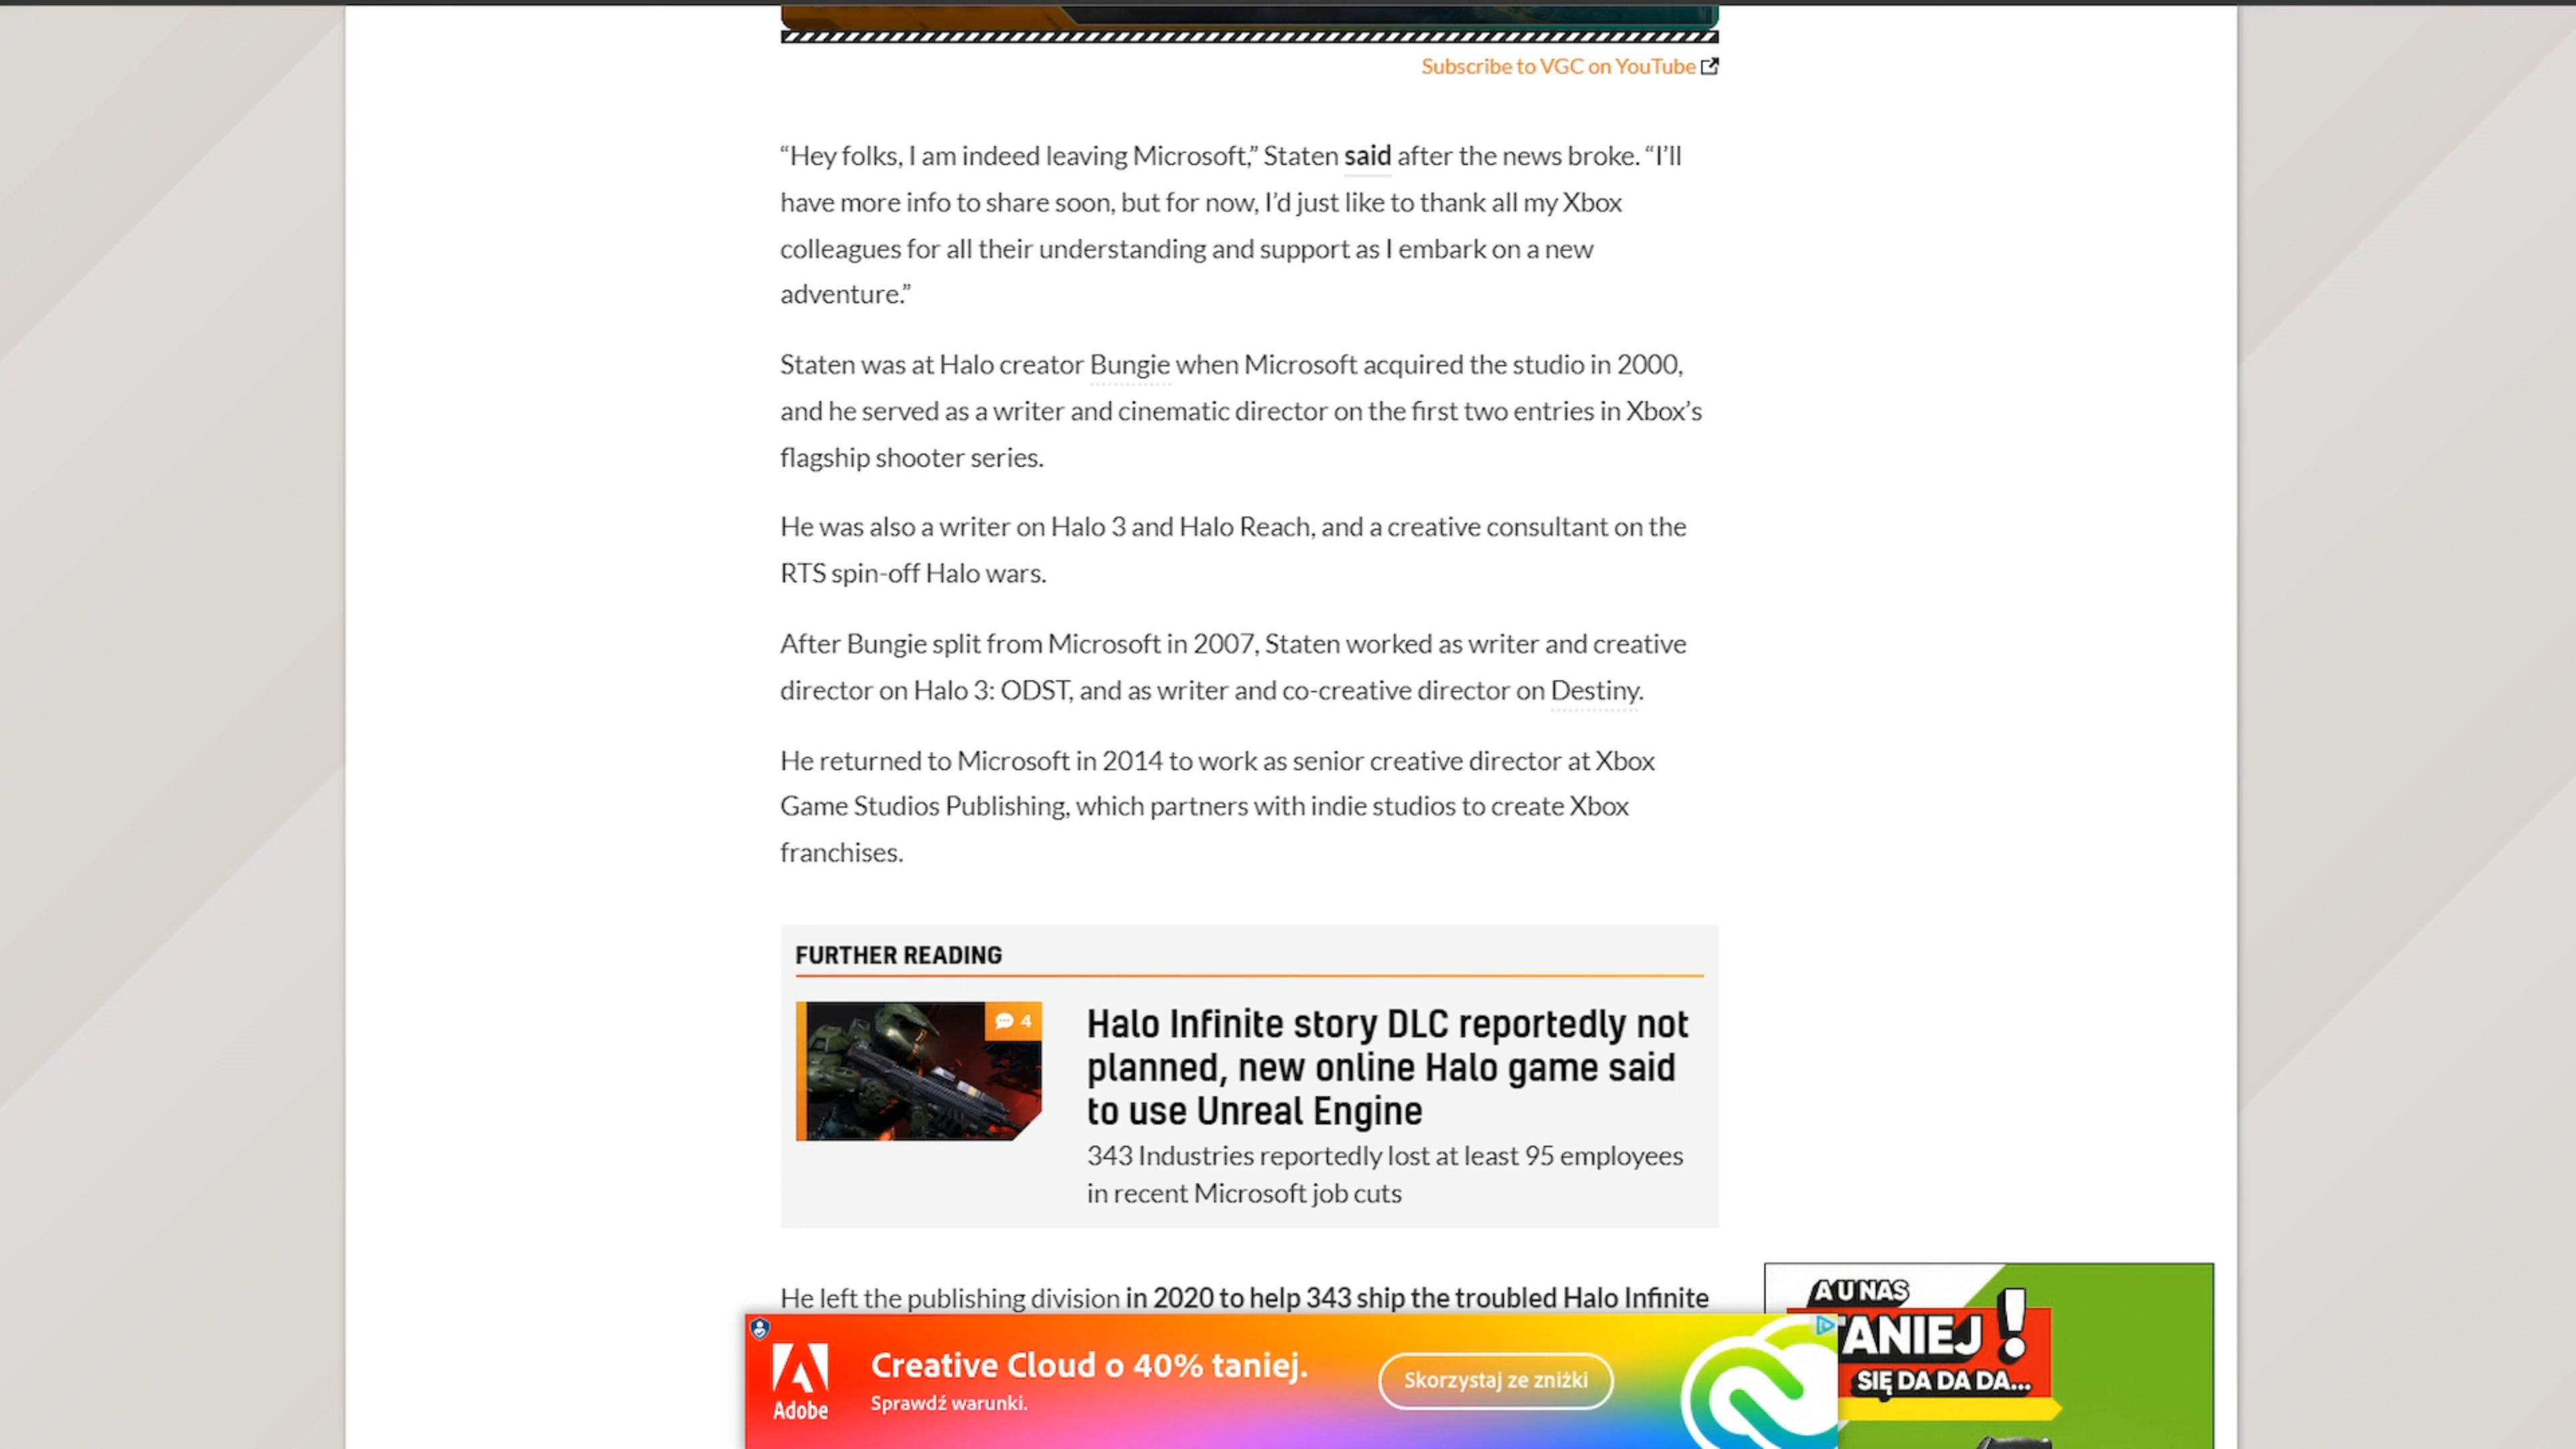 Subscribe to VGC on YouTube
“Hey folks, I am indeed leaving Microsoft,” Staten said after the news broke. “I’ll
have more info to share soon, but for now, I’d just like to thank all my Xbox
colleagues for all their understanding and support as I embark on a new
adventure.”
Staten was at Halo creator Bungie when Microsoft acquired the studio in 2000,
and he served as a writer and cinematic director on the first two entries in Xbox’s
flagship shooter series.
He was also a writer on Halo 3 and Halo Reach, and a creative consultant on the
RTS spin-off Halo wars.
After Bungie split from Microsoft in 2007, Staten worked as writer and creative
director on Halo 3: ODST, and as writer and co-creative director on Destiny.
He returned to Microsoft in 2014 to work as senior creative director at Xbox
Game Studios Publishing, which partners with indie studios to create Xbox
franchises.
FURTHER READING
4
Halo Infinite story DLC reportedly not
planned, new online Halo game said
to use Unreal Engine
343 Industries reportedly lost at least 95 employees
in recent Microsoft job cuts
He left the publishing division in 2020 to help 343 ship the troubled Halo Infinite
Creative Cloud o 40% taniej.
Sprawdź warunki.
Skorzystaj ze zniżki
Adobe
A U NAS
TANIEJ!
SIĘ DA DA DA...